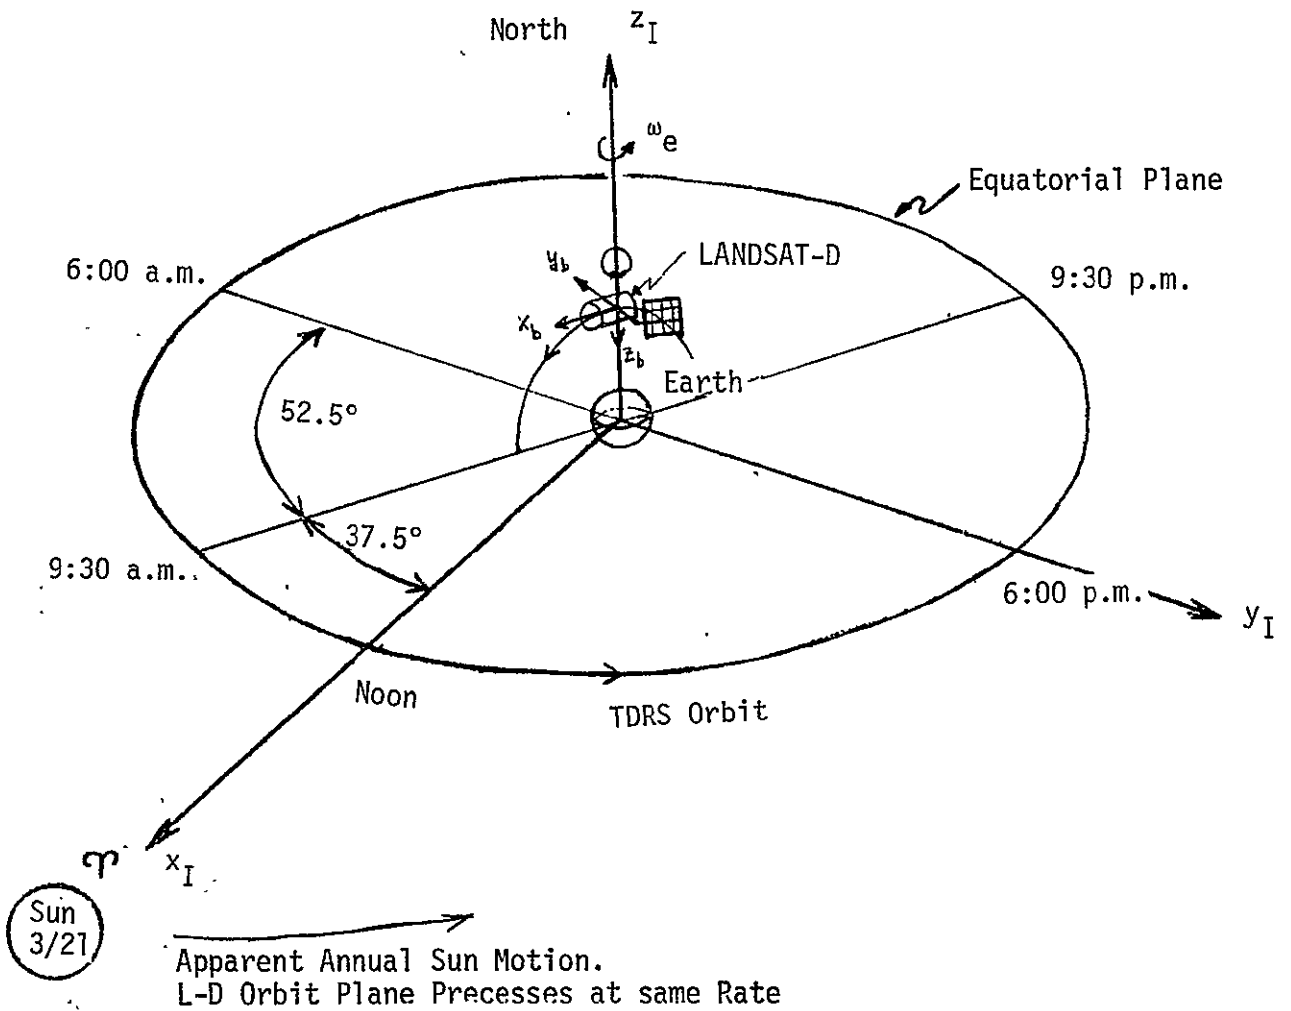 North z_I
ω_e
Equatorial Plane
6:00 a.m.
y_b
LANDSAT-D
9:30 p.m.
x_b
z_b
Earth
52.5°
37.5°
9:30 a.m.
6:00 p.m.
y_I
Noon
TDRS Orbit
♈ x_I
Sun
3/21
Apparent Annual Sun Motion.
L-D Orbit Plane Precesses at same Rate